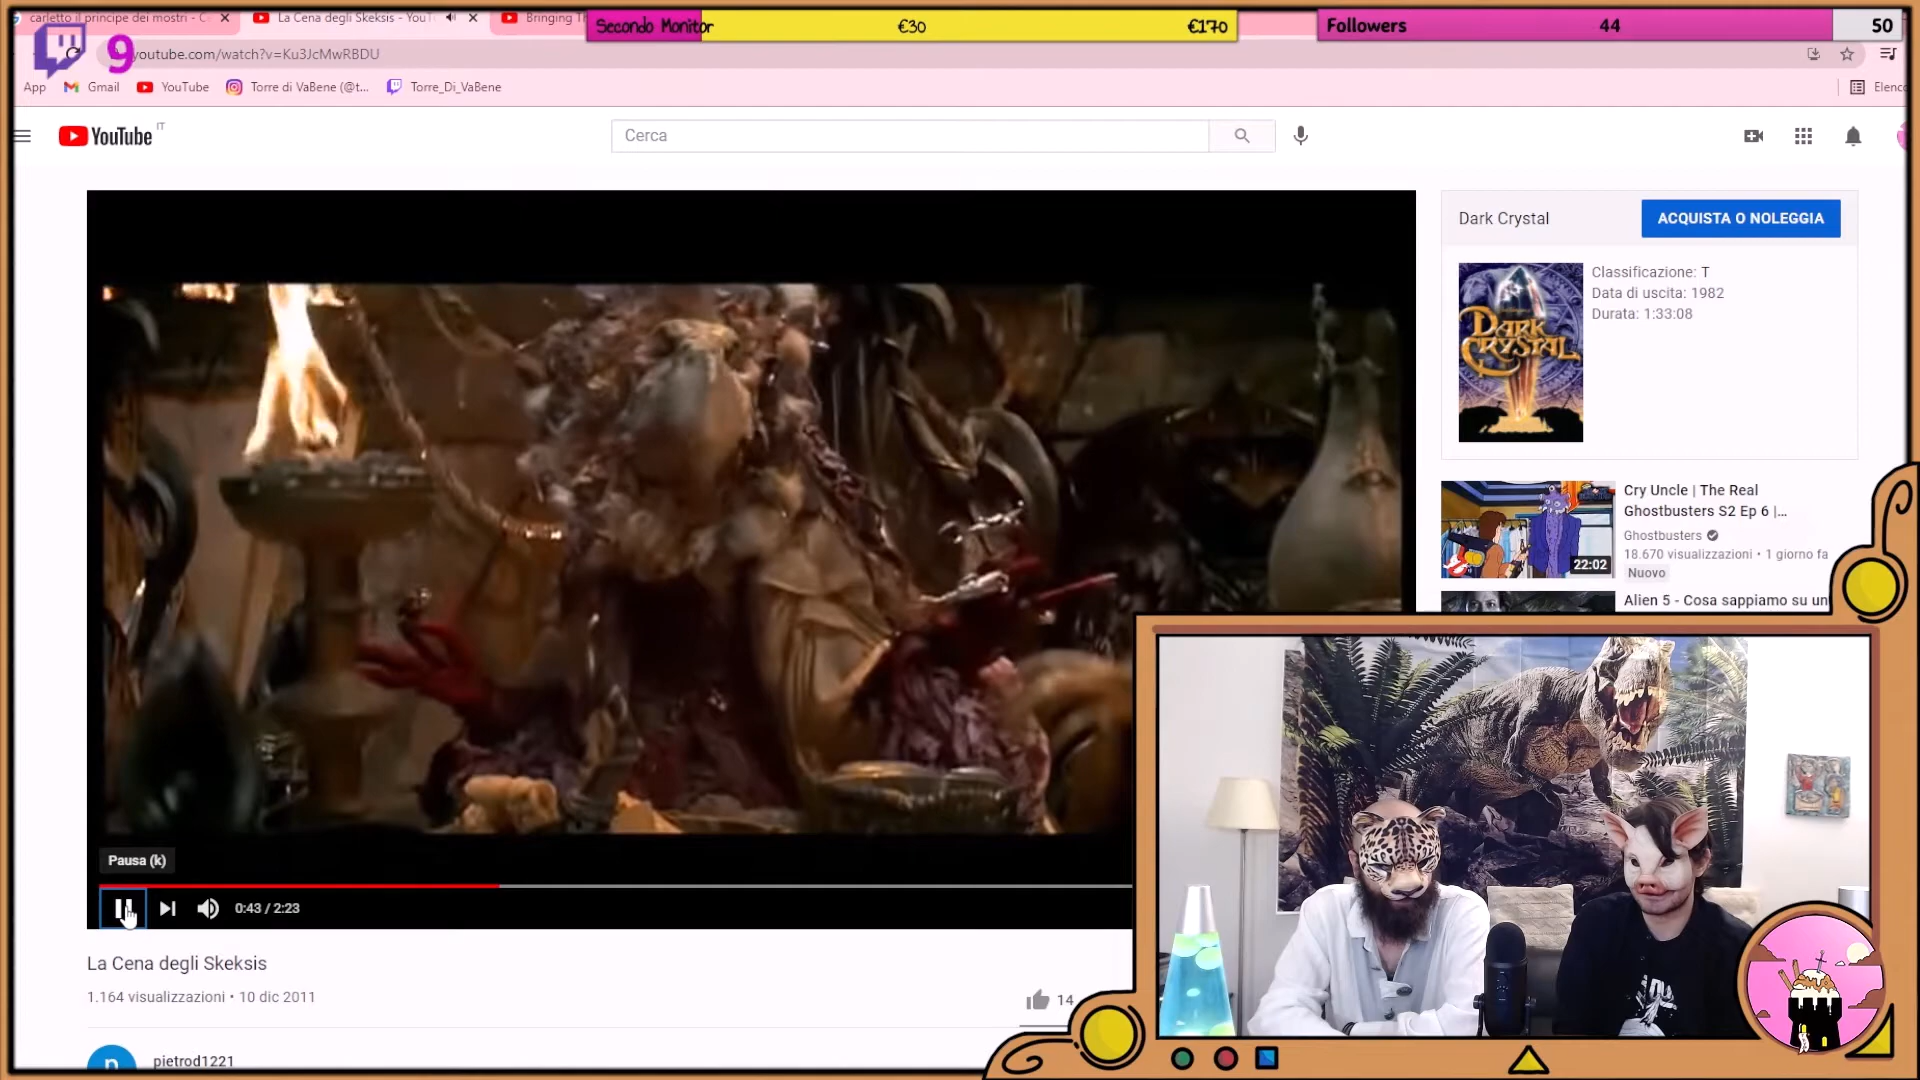 carletto il principe dei mostri - C
La Cena degli Skeksis - YouT
Bringing Th
Secondo Monitor €30 €170
Followers 44 50
9
youtube.com/watch?v=Ku3JcMwRBDU
App
Gmail
YouTube
Torre di VaBene (@t...
Torre_Di_VaBene
Elenco
YouTube IT
Cerca
Dark Crystal
ACQUISTA O NOLEGGIA
DARK CRYSTAL
Classificazione: T
Data di uscita: 1982
Durata: 1:33:08
22:02
Cry Uncle | The Real
Ghostbusters S2 Ep 6 |...
Ghostbusters
18.670 visualizzazioni • 1 giorno fa
Nuovo
Alien 5 - Cosa sappiamo su un
Pausa (k)
0:43 / 2:23
La Cena degli Skeksis
1.164 visualizzazioni • 10 dic 2011
14
p
pietrod1221